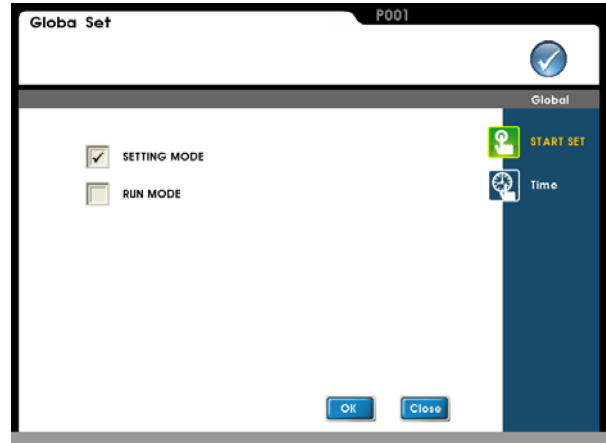 Globa Set
P001
Global
START SET
Time
SETTING MODE
RUN MODE
OK
Close